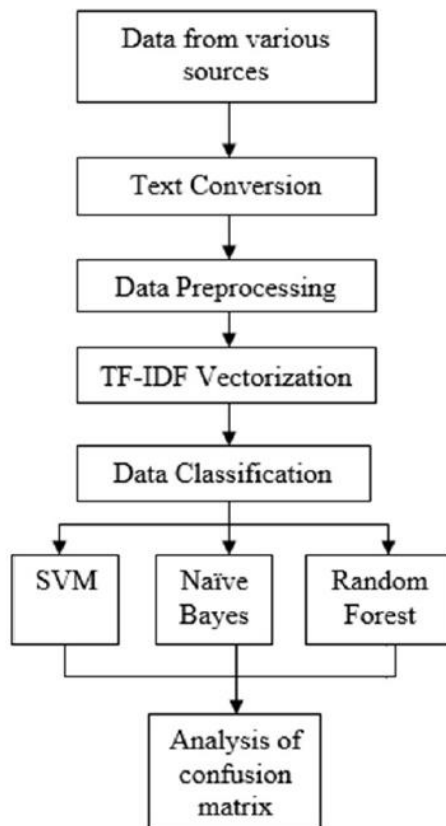 Data from various
sources
Text Conversion
Data Preprocessing
TF-IDF Vectorization
Data Classification
SVM
Naïve
Bayes
Random
Forest
Analysis of
confusion
matrix